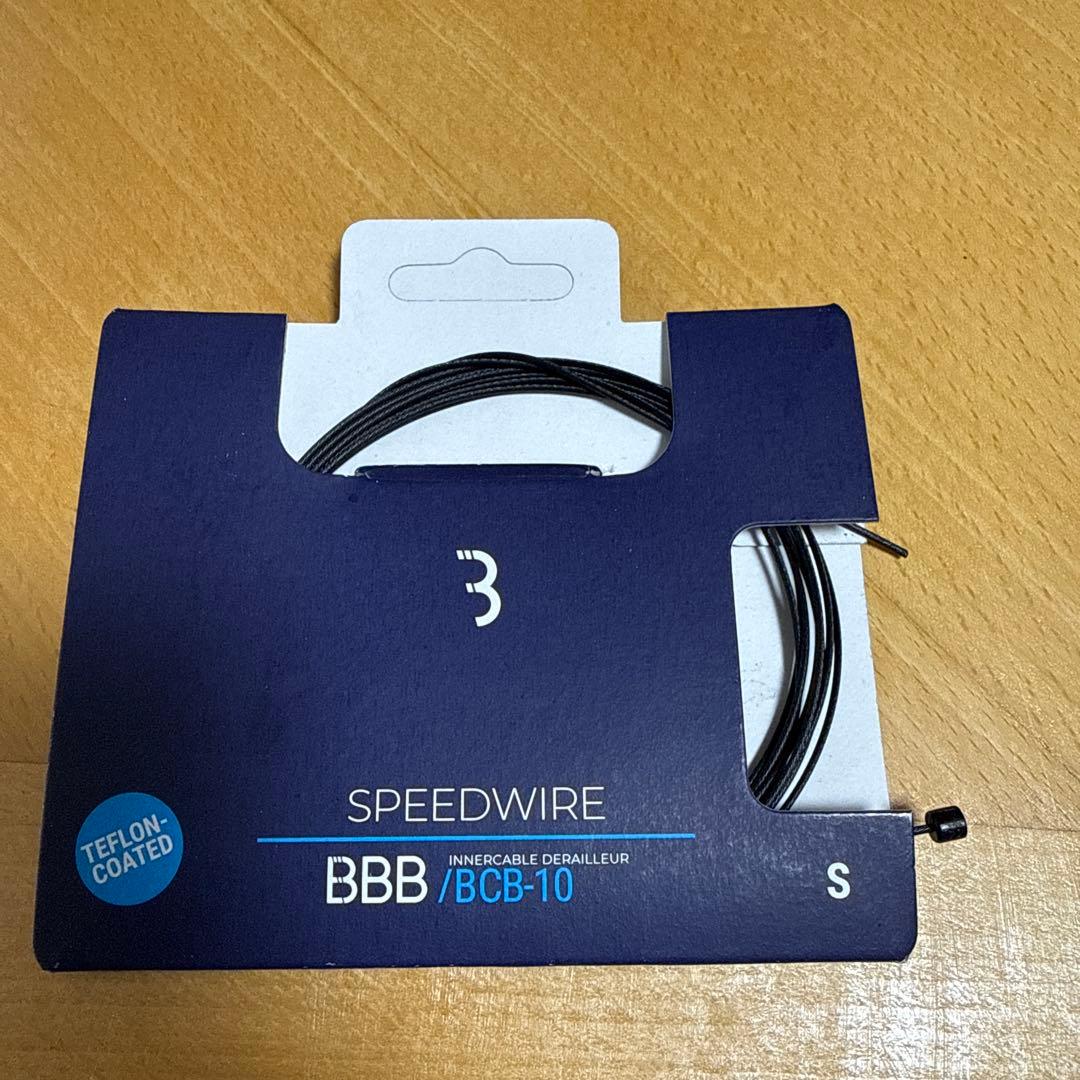 B
SPEEDWIRE
TEFLON-
COATED
BBB
INNERCABLE DERAILLEUR
/BCB-10
S